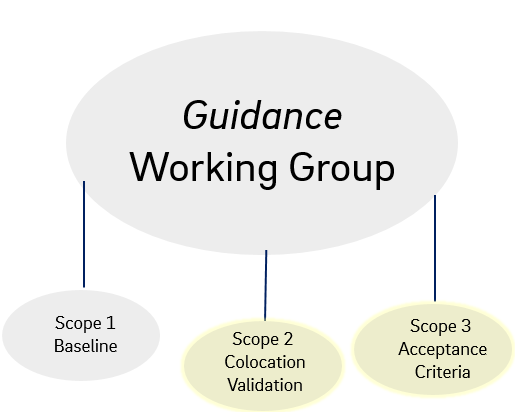 Guidance
Working Group
Scope 1
Baseline
Scope 2
Colocation
Validation
Scope 3
Acceptance
Criteria